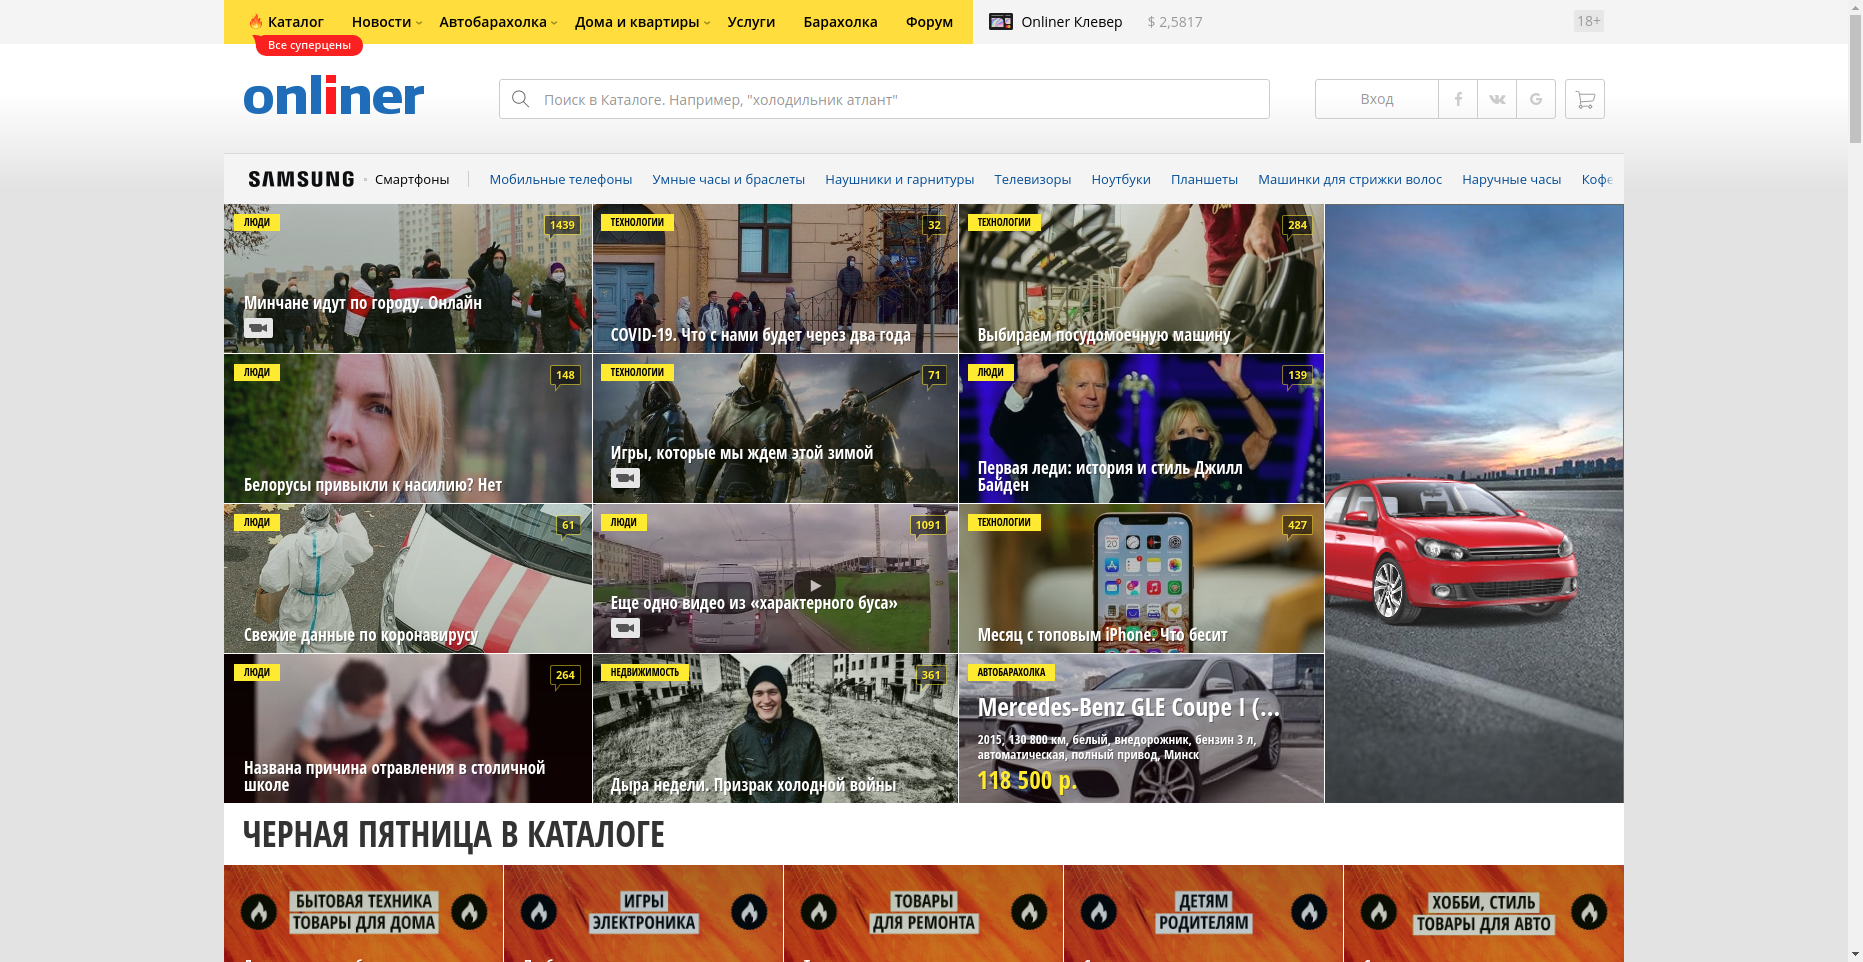 Каталог
Новости
Автобарахолка
Дома и квартиры
Услуги
Барахолка
Форум
Onliner Клевер
$ 2,5817
18+
Все суперцены
onliner
Поиск в Каталоге. Например, "холодильник атлант"
Вход
SAMSUNG
Смартфоны
Мобильные телефоны
Умные часы и браслеты
Наушники и гарнитуры
Телевизоры
Ноутбуки
Планшеты
Машинки для стрижки волос
Наручные часы
Кофе
ЛЮДИ
1439
Минчане идут по городу. Онлайн
ТЕХНОЛОГИИ
32
COVID-19. Что с нами будет через два года
ТЕХНОЛОГИИ
284
Выбираем посудомоечную машину
ЛЮДИ
148
Белорусы привыкли к насилию? Нет
ТЕХНОЛОГИИ
71
Игры, которые мы ждем этой зимой
ЛЮДИ
139
Первая леди: история и стиль Джилл
Байден
ЛЮДИ
61
Свежие данные по коронавирусу
ЛЮДИ
1091
Еще одно видео из «характерного буса»
ТЕХНОЛОГИИ
427
Месяц с топовым iPhone. Что бесит
ЛЮДИ
264
Названа причина отравления в столичной
школе
НЕДВИЖИМОСТЬ
361
Дыра недели. Призрак холодной войны
АВТОБАРАХОЛКА
Mercedes-Benz GLE Coupe I (...
2015, 130 800 км, белый, внедорожник, бензин 3 л,
автоматическая, полный привод, Минск
118 500 р.
ЧЕРНАЯ ПЯТНИЦА В КАТАЛОГЕ
БЫТОВАЯ ТЕХНИКА
ТОВАРЫ ДЛЯ ДОМА
ИГРЫ
ЭЛЕКТРОНИКА
ТОВАРЫ
ДЛЯ РЕМОНТА
ДЕТЯМ
РОДИТЕЛЯМ
ХОББИ, СТИЛЬ
ТОВАРЫ ДЛЯ АВТО